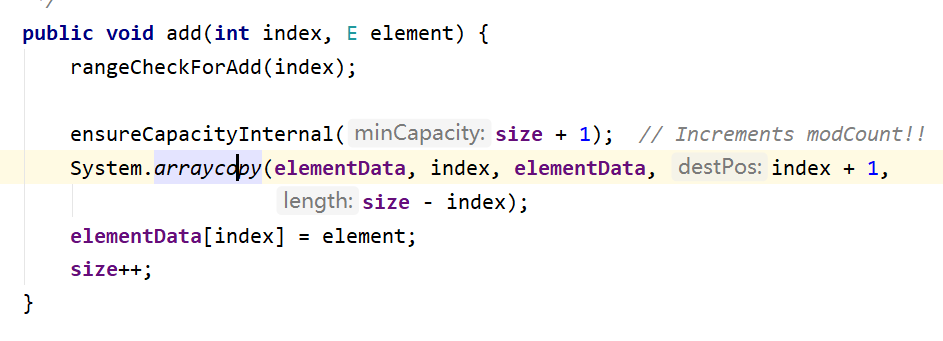 */
public void add(int index, E element) {
rangeCheckForAdd(index);
ensureCapacityInternal( minCapacity: size + 1);  // Increments modCount!!
System.arraycopy(elementData, index, elementData, destPos: index + 1,
length: size - index);
elementData[index] = element;
size++;
}